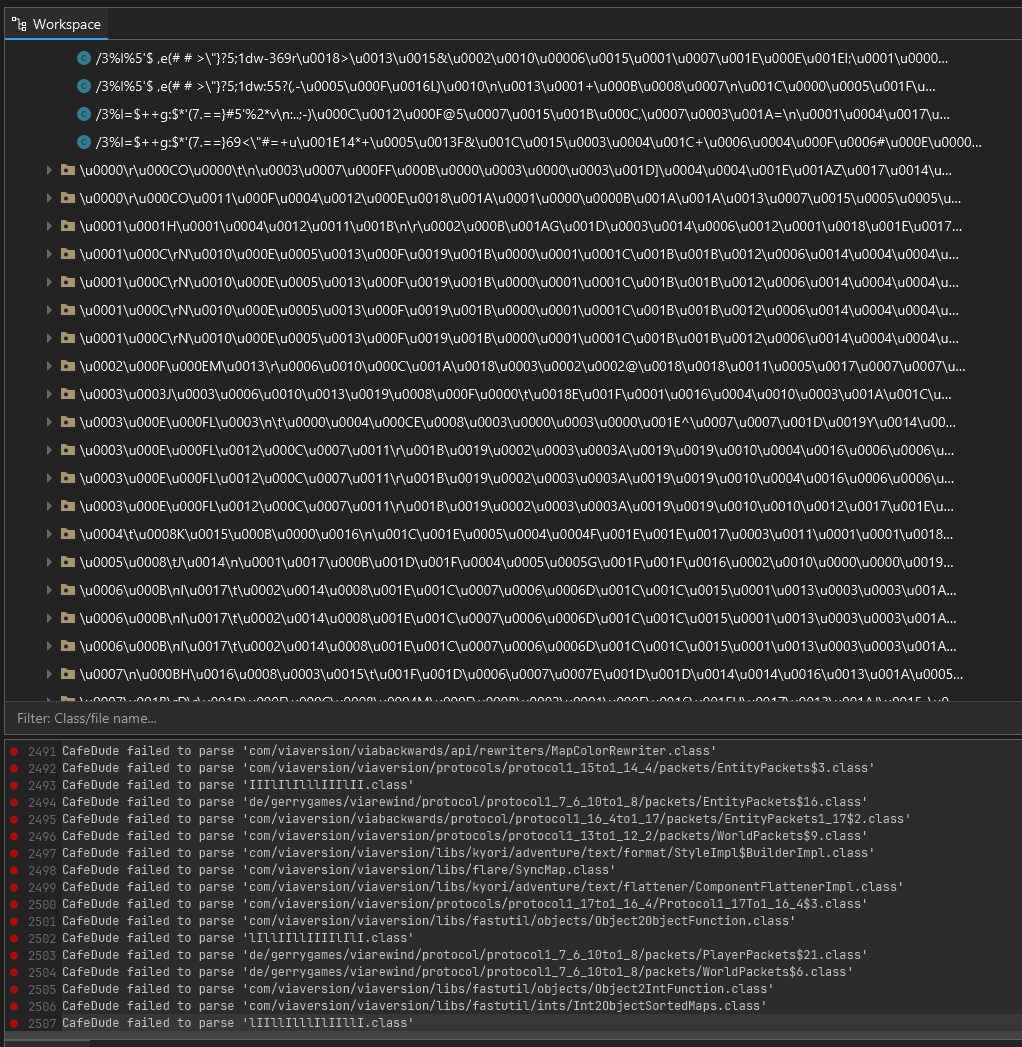 Workspace
/3%l%5'$ ,e(# # >\"}?5;1dw-369r\u0018>\u0013\u0015&\u0002\u0010\u00006\u0015\u0001\u0007\u001E\u000E\u001EI;\u0001\u000...
/3%l%5'$ ,e(# # >\"}?5;1dw:55?(,-\u0005\u000F\u0016L)\u0010\n\u0013\u0001+\u000B\u0008\u0007\n\u001C\u0000\u0005\u001F\u...
/3%l=$++g:$*'(7.==}#5'%2*v\n:..;-)\u000C\u0012\u000F@5\u0007\u0015\u001B\u000C,\u0007\u0003\u001A=\n\u0001\u0004\u0017\u...
/3%l=$++g:$*'(7.==}69<\"#=+u\u001E14*+\u0005\u0013F&\u001C\u0015\u0003\u0004\u001C+\u0006\u0004\u000F\u0006#\u000E\u0000...
\u0000\r\u000CO\u0000\t\n\u0003\u0007\u000FF\u000B\u0000\u0003\u0000\u0003\u001D]\u0004\u0004\u001E\u001AZ\u0017\u0014\u...
\u0000\r\u000CO\u0011\u000F\u0004\u0012\u000E\u0018\u001A\u0001\u0000\u0000B\u001A\u001A\u0013\u0007\u0015\u0005\u0005\u...
\u0001\u0001H\u0001\u0004\u0012\u0011\u001B\n\r\u0002\u000B\u001AG\u001D\u0003\u0014\u0006\u0012\u0001\u0018\u001E\u0017...
\u0001\u000C\rN\u0010\u000E\u0005\u0013\u000F\u0019\u001B\u0000\u0001\u0001C\u001B\u001B\u0012\u0006\u0014\u0004\u0004\u...
\u0001\u000C\rN\u0010\u000E\u0005\u0013\u000F\u0019\u001B\u0000\u0001\u0001C\u001B\u001B\u0012\u0006\u0014\u0004\u0004\u...
\u0001\u000C\rN\u0010\u000E\u0005\u0013\u000F\u0019\u001B\u0000\u0001\u0001C\u001B\u001B\u0012\u0006\u0014\u0004\u0004\u...
\u0001\u000C\rN\u0010\u000E\u0005\u0013\u000F\u0019\u001B\u0000\u0001\u0001C\u001B\u001B\u0012\u0006\u0014\u0004\u0004\u...
\u0002\u000F\u000EM\u0013\r\u0006\u0010\u000C\u001A\u0018\u0003\u0002\u0002@\u0018\u0018\u0011\u0005\u0017\u0007\u0007\u...
\u0003\u0003J\u0003\u0006\u0010\u0013\u0019\u0008\u000F\u0000\t\u0018E\u001F\u0001\u0016\u0004\u0010\u0003\u001A\u001C\u...
\u0003\u000E\u000FL\u0003\n\t\u0000\u0004\u000CE\u0008\u0003\u0000\u0003\u0000\u001E^\u0007\u0007\u001D\u0019Y\u0014\u00...
\u0003\u000E\u000FL\u0012\u000C\u0007\u0011\r\u001B\u0019\u0002\u0003\u0003A\u0019\u0019\u0010\u0004\u0016\u0006\u0006\u...
\u0003\u000E\u000FL\u0012\u000C\u0007\u0011\r\u001B\u0019\u0002\u0003\u0003A\u0019\u0019\u0010\u0004\u0016\u0006\u0006\u...
\u0003\u000E\u000FL\u0012\u000C\u0007\u0011\r\u001B\u0019\u0002\u0003\u0003A\u0019\u0019\u0010\u0010\u0012\u0017\u001E\u...
\u0004\t\u0008K\u0015\u000B\u0000\u0016\n\u001C\u001E\u0005\u0004\u0004F\u001E\u001E\u0017\u0003\u0011\u0001\u0001\u0018...
\u0005\u0008\tJ\u0014\n\u0001\u0017\u000B\u001D\u001F\u0004\u0005\u0005G\u001F\u001F\u0016\u0002\u0010\u0000\u0000\u0019...
\u0006\u000B\nI\u0017\t\u0002\u0014\u0008\u001E\u001C\u0007\u0006\u0006D\u001C\u001C\u0015\u0001\u0013\u0003\u0003\u001A...
\u0006\u000B\nI\u0017\t\u0002\u0014\u0008\u001E\u001C\u0007\u0006\u0006D\u001C\u001C\u0015\u0001\u0013\u0003\u0003\u001A...
\u0006\u000B\nI\u0017\t\u0002\u0014\u0008\u001E\u001C\u0007\u0006\u0006D\u001C\u001C\u0015\u0001\u0013\u0003\u0003\u001A...
\u0007\n\u000BH\u0016\u0008\u0003\u0015\t\u001F\u001D\u0006\u0007\u0007E\u001D\u001D\u0014\u0014\u0016\u0013\u001A\u0005...
Filter: Class/file name...
2491 CafeDude failed to parse 'com/viaversion/viabackwards/api/rewriters/MapColorRewriter.class'
2492 CafeDude failed to parse 'com/viaversion/viaversion/protocols/protocol1_15to1_14_4/packets/EntityPackets$3.class'
2493 CafeDude failed to parse 'IIIlIlIllIIIlII.class'
2494 CafeDude failed to parse 'de/gerrygames/viarewind/protocol/protocol1_7_6_10to1_8/packets/EntityPackets$16.class'
2495 CafeDude failed to parse 'com/viaversion/viabackwards/protocol/protocol1_16_4to1_17/packets/EntityPackets1_17$2.class'
2496 CafeDude failed to parse 'com/viaversion/viaversion/protocols/protocol1_13to1_12_2/packets/WorldPackets$9.class'
2497 CafeDude failed to parse 'com/viaversion/viaversion/libs/kyori/adventure/text/format/StyleImpl$BuilderImpl.class'
2498 CafeDude failed to parse 'com/viaversion/viaversion/libs/flare/SyncMap.class'
2499 CafeDude failed to parse 'com/viaversion/viaversion/libs/kyori/adventure/text/flattener/ComponentFlattenerImpl.class'
2500 CafeDude failed to parse 'com/viaversion/viaversion/protocols/protocol1_17to1_16_4/Protocol1_17To1_16_4$3.class'
2501 CafeDude failed to parse 'com/viaversion/viaversion/libs/fastutil/objects/Object2ObjectFunction.class'
2502 CafeDude failed to parse 'lIllIIllIIIIlIlI.class'
2503 CafeDude failed to parse 'de/gerrygames/viarewind/protocol/protocol1_7_6_10to1_8/packets/PlayerPackets$21.class'
2504 CafeDude failed to parse 'de/gerrygames/viarewind/protocol/protocol1_7_6_10to1_8/packets/WorldPackets$6.class'
2505 CafeDude failed to parse 'com/viaversion/viaversion/libs/fastutil/objects/Object2IntFunction.class'
2506 CafeDude failed to parse 'com/viaversion/viaversion/libs/fastutil/ints/Int2ObjectSortedMaps.class'
2507 CafeDude failed to parse 'lIIllIlllIlIIllI.class'